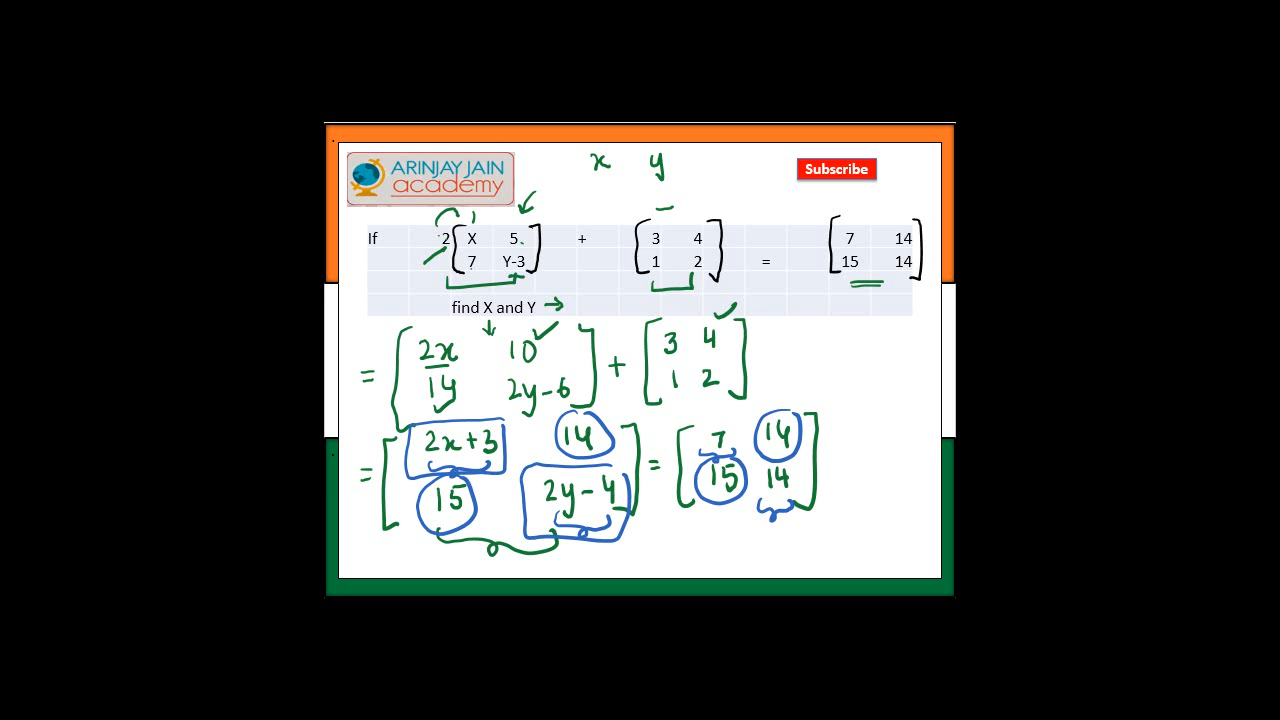 ARINJAY JAIN
academy
x y
Subscribe
If 2 [ X 5 ] + [ 3 4 ] [ 7 14 ]
[ 7 Y-3 ] [ 1 2 ] = [ 15 14 ]
find X and Y →
= [ 2x 10 ] + [ 3 4 ]
[ 14 2y-6 ] [ 1 2 ]
= [ 2x+3 14 ] = [ 7 14 ]
[ 15 2y-4 ] [ 15 14 ]